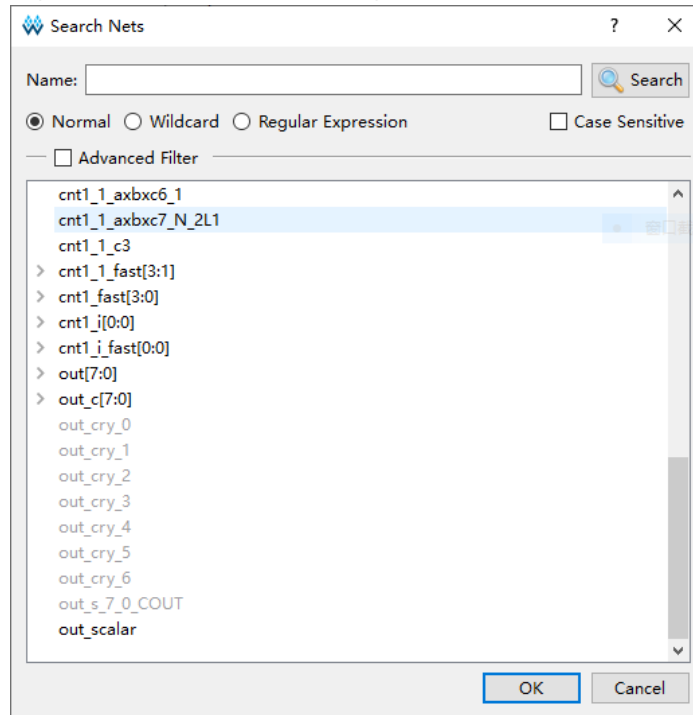 Search Nets ?
Name: Search
Normal Wildcard Regular Expression Case Sensitive
Advanced Filter
cnt1_1_axbxc6_1
cnt1_1_axbxc7_N_2L1
cnt1_1_c3
cnt1_1_fast[3:1]
cnt1_fast[3:0]
cnt1_i[0:0]
cnt1_i_fast[0:0]
out[7:0]
out_c[7:0]
out_cry_0
out_cry_1
out_cry_2
out_cry_3
out_cry_4
out_cry_5
out_cry_6
out_s_7_0_COUT
out_scalar
OK Cancel